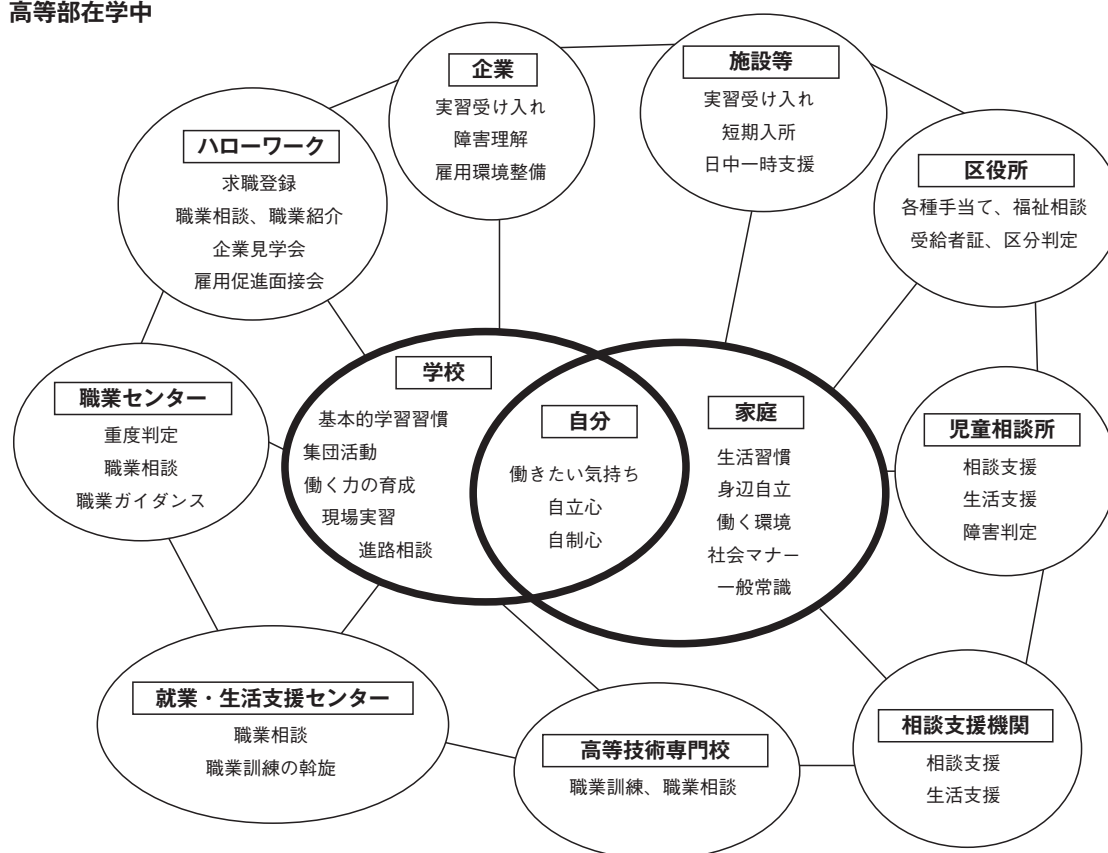 高等部在学中
企業
実習受け入れ
障害理解
雇用環境整備
施設等
実習受け入れ
短期入所
日中一時支援
ハローワーク
求職登録
職業相談、職業紹介
企業見学会
雇用促進面接会
区役所
各種手当て、福祉相談
受給者証、区分判定
職業センター
重度判定
職業相談
職業ガイダンス
学校
基本的学習習慣
集団活動
働く力の育成
現場実習
進路相談
自分
働きたい気持ち
自立心
自制心
家庭
生活習慣
身辺自立
働く環境
社会マナー
一般常識
児童相談所
相談支援
生活支援
障害判定
就業・生活支援センター
職業相談
職業訓練の斡旋
高等技術専門校
職業訓練、職業相談
相談支援機関
相談支援
生活支援